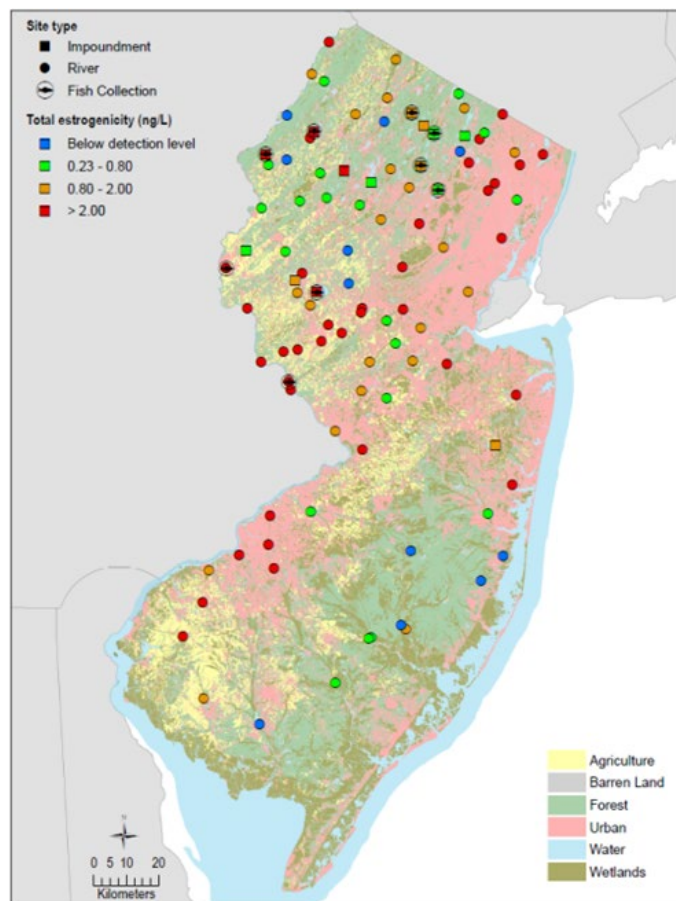 Site type
Impoundment
River
Fish Collection
Total estrogenicity (ng/L)
Below detection level
0.23 - 0.80
0.80 - 2.00
> 2.00
Agriculture
Barren Land
Forest
Urban
Water
Wetlands
N
0 5 10 20
Kilometers